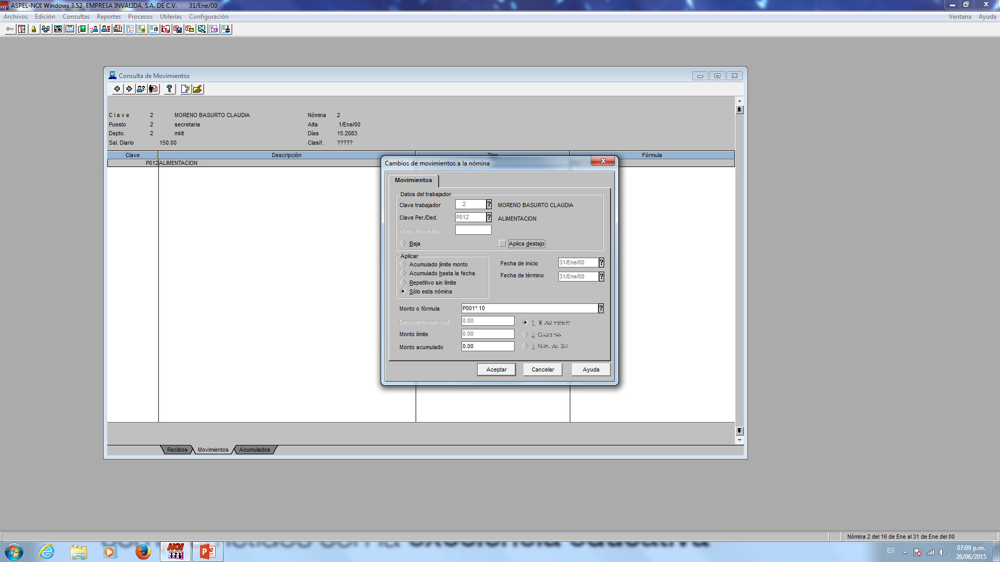 ASPEL-NOI Windows 3.52 EMPRESA INVALIDA, S.A. DE C.V. 31/Ene/00
Archivos Edición Consultas Reportes Procesos Utilerías Configuración Ventana Ayuda
Consulta de Movimientos
Clave 2 MORENO BASURTO CLAUDIA Nómina 2
Puesto 2 secretaria Alta 1/Ene/00
Depto. 2 mklt Días 15.2083
Sal. Diario 150.00 Clasif. ?????
Clave Descripción Tipo Fórmula
P012 ALIMENTACION
Cambios de movimientos a la nómina
Movimientos
Datos del trabajador
Clave trabajador 2 ? MORENO BASURTO CLAUDIA
Clave Per./Ded. P012 ? ALIMENTACION
Núm. de crédito
Baja Aplica destajo
Aplicar
Acumulado límite monto
Acumulado hasta la fecha
Repetitivo sin límite
Sólo esta nómina
Fecha de inicio 31/Ene/00 ?
Fecha de término 31/Ene/00 ?
Monto o fórmula P001*.10 ?
Descuento mensual 0.00 1. % del salario
Monto límite 0.00 2.
Monto acumulado 0.00 3. Num. de
Aceptar Cancelar Ayuda
Recibos Movimientos Acumulados
Nómina 2 del 16 de Ene al 31 de Ene del 00
NOI
ES
07:09 p.m.
26/06/2015